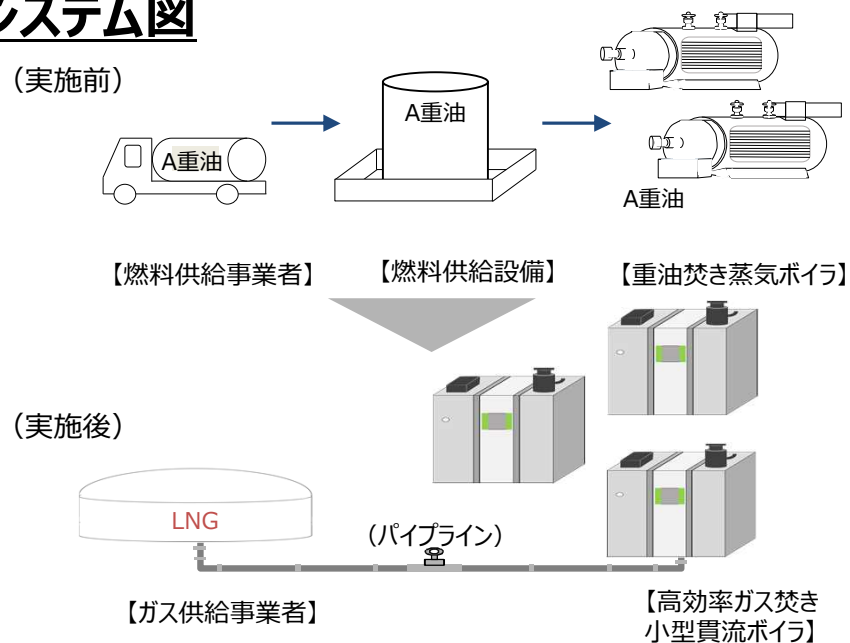 システム図
（実施前）
A重油
A重油
A重油
【燃料供給事業者】
【燃料供給設備】
【重油焚き蒸気ボイラ】
（実施後）
LNG
（パイプライン）
【ガス供給事業者】
【高効率ガス焚き
小型貫流ボイラ】